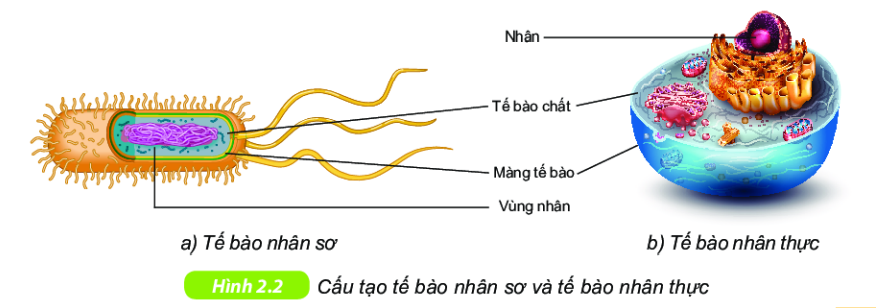 Nhân
Tế bào chất
Màng tế bào
Vùng nhân
a) Tế bào nhân sơ
b) Tế bào nhân thực
Hình 2.2 Cấu tạo tế bào nhân sơ và tế bào nhân thực